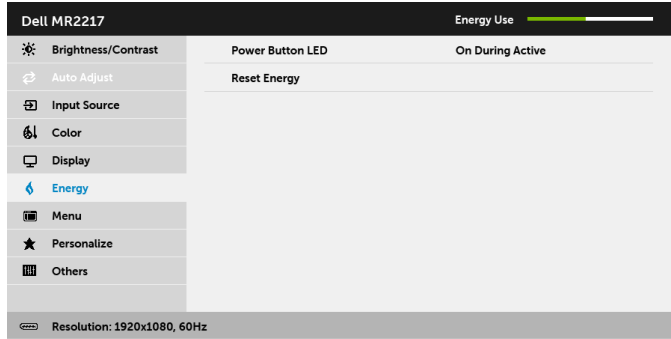 Dell MR2217 Energy Use
Brightness/Contrast Power Button LED On During Active
Auto Adjust Reset Energy
Input Source
Color
Display
Energy
Menu
Personalize
Others
Resolution: 1920x1080, 60Hz